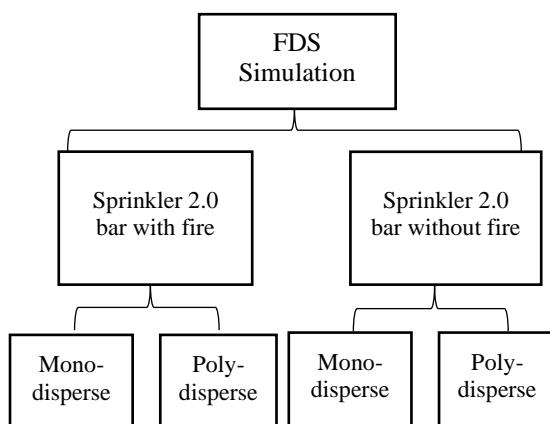 FDS
Simulation
Sprinkler 2.0
bar with fire
Sprinkler 2.0
bar without fire
Mono-
disperse
Poly-
disperse
Mono-
disperse
Poly-
disperse